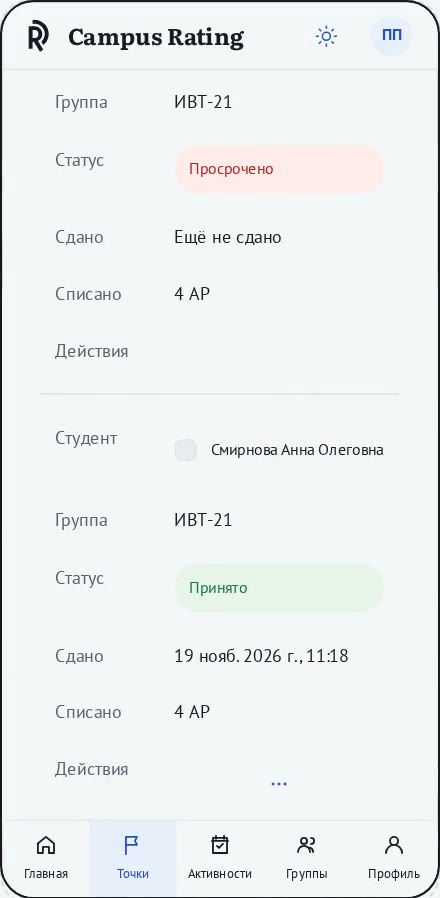 Campus Rating
ПП
Группа ИВТ-21
Статус Просрочено
Сдано Ещё не сдано
Списано 4 АР
Действия
Студент Смирнова Анна Олеговна
Группа ИВТ-21
Статус Принято
Сдано 19 нояб. 2026 г., 11:18
Списано 4 АР
Действия ...
Главная Точки Активности Группы Профиль